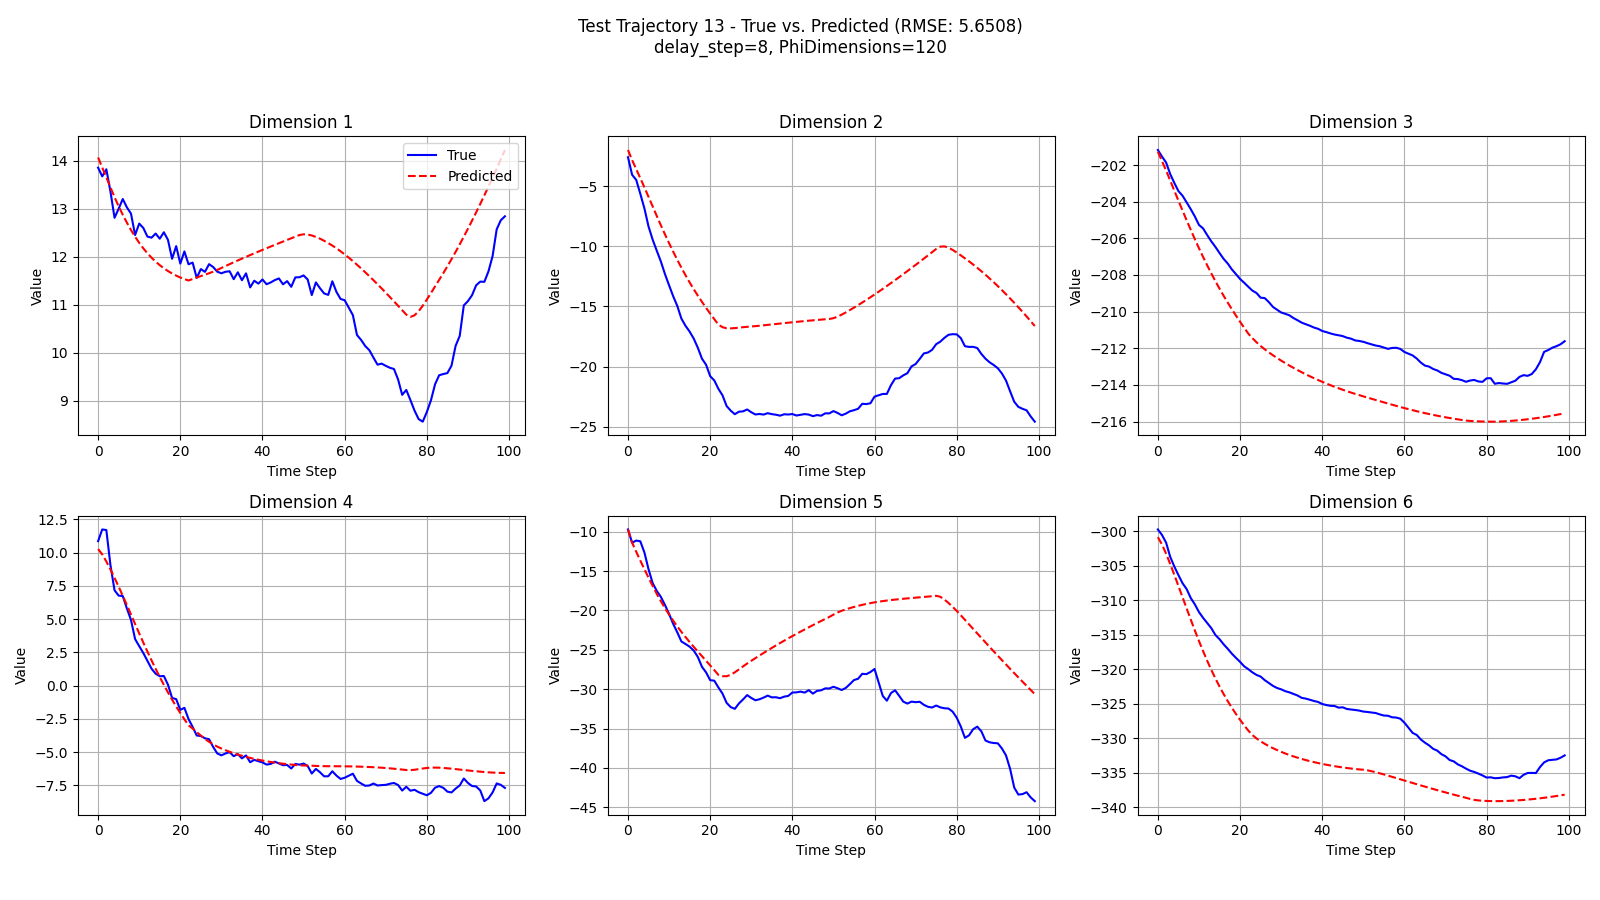 Test Trajectory 13 - True vs. Predicted (RMSE: 5.6508)
delay_step=8, PhiDimensions=120
Dimension 1
Value
14
13
12
11
10
9
0 20 40 60 80 100
Time Step
True
Predicted
Dimension 2
Value
−5
−10
−15
−20
−25
0 20 40 60 80 100
Time Step
Dimension 3
Value
−202
−204
−206
−208
−210
−212
−214
−216
0 20 40 60 80 100
Time Step
Dimension 4
Value
12.5
10.0
7.5
5.0
2.5
0.0
−2.5
−5.0
−7.5
0 20 40 60 80 100
Time Step
Dimension 5
Value
−10
−15
−20
−25
−30
−35
−40
−45
0 20 40 60 80 100
Time Step
Dimension 6
Value
−300
−305
−310
−315
−320
−325
−330
−335
−340
0 20 40 60 80 100
Time Step